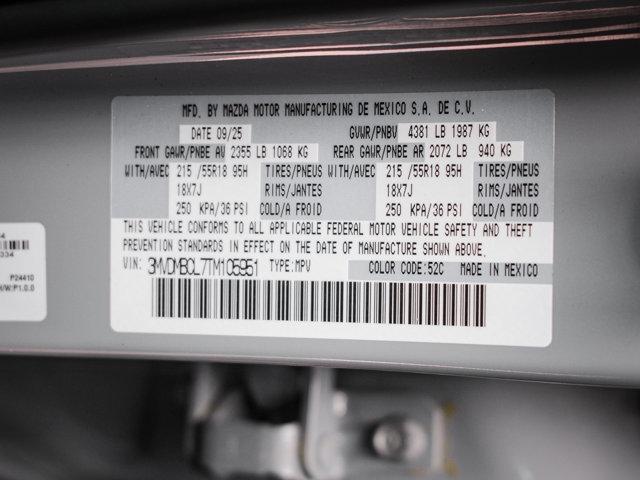 MFD. BY MAZDA MOTOR MANUFACTURING DE MEXICO S.A. DE C.V.
DATE 09/25 GVWR/PNBV 4381 LB 1987 KG
FRONT GAWR/PNBE AV 2355 LB 1068 KG REAR GAWR/PNBE AR 2072 LB 940 KG
WITH/AVEC 215 /55R18 95H TIRES/PNEUS WITH/AVEC 215 /55R18 95H TIRES/PNEUS
18X7J RIMS/JANTES 18X7J RIMS/JANTES
250 KPA/36 PSI COLD/A FROID 250 KPA/36 PSI COLD/A FROID
THIS VEHICLE CONFORMS TO ALL APPLICABLE FEDERAL MOTOR VEHICLE SAFETY AND THEFT
PREVENTION STANDARDS IN EFFECT ON THE DATE OF MANUFACTURE SHOWN ABOVE.
VIN: 3MVDMBCL7TM105951 TYPE:MPV COLOR CODE:52C MADE IN MEXICO
334
P24410
/W:P1.0.0